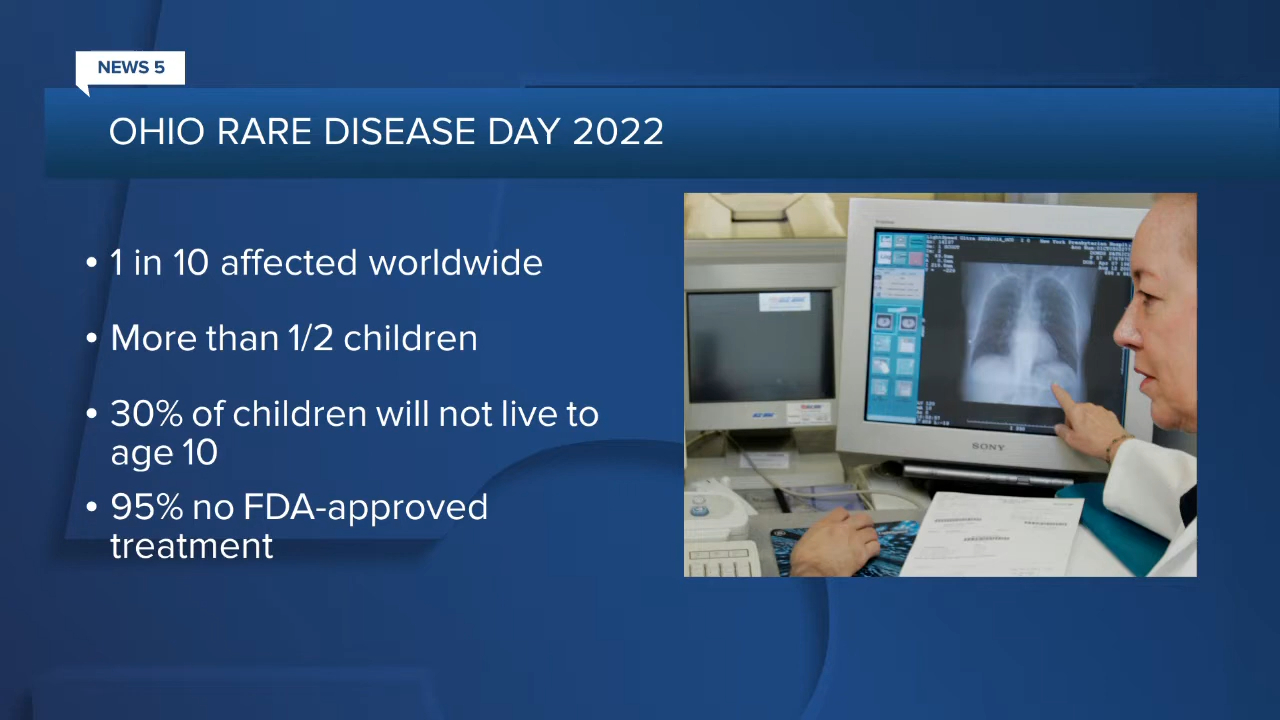 NEWS 5
OHIO RARE DISEASE DAY 2022
• 1 in 10 affected worldwide
• More than 1/2 children
• 30% of children will not live to
age 10
• 95% no FDA-approved
treatment
SONY